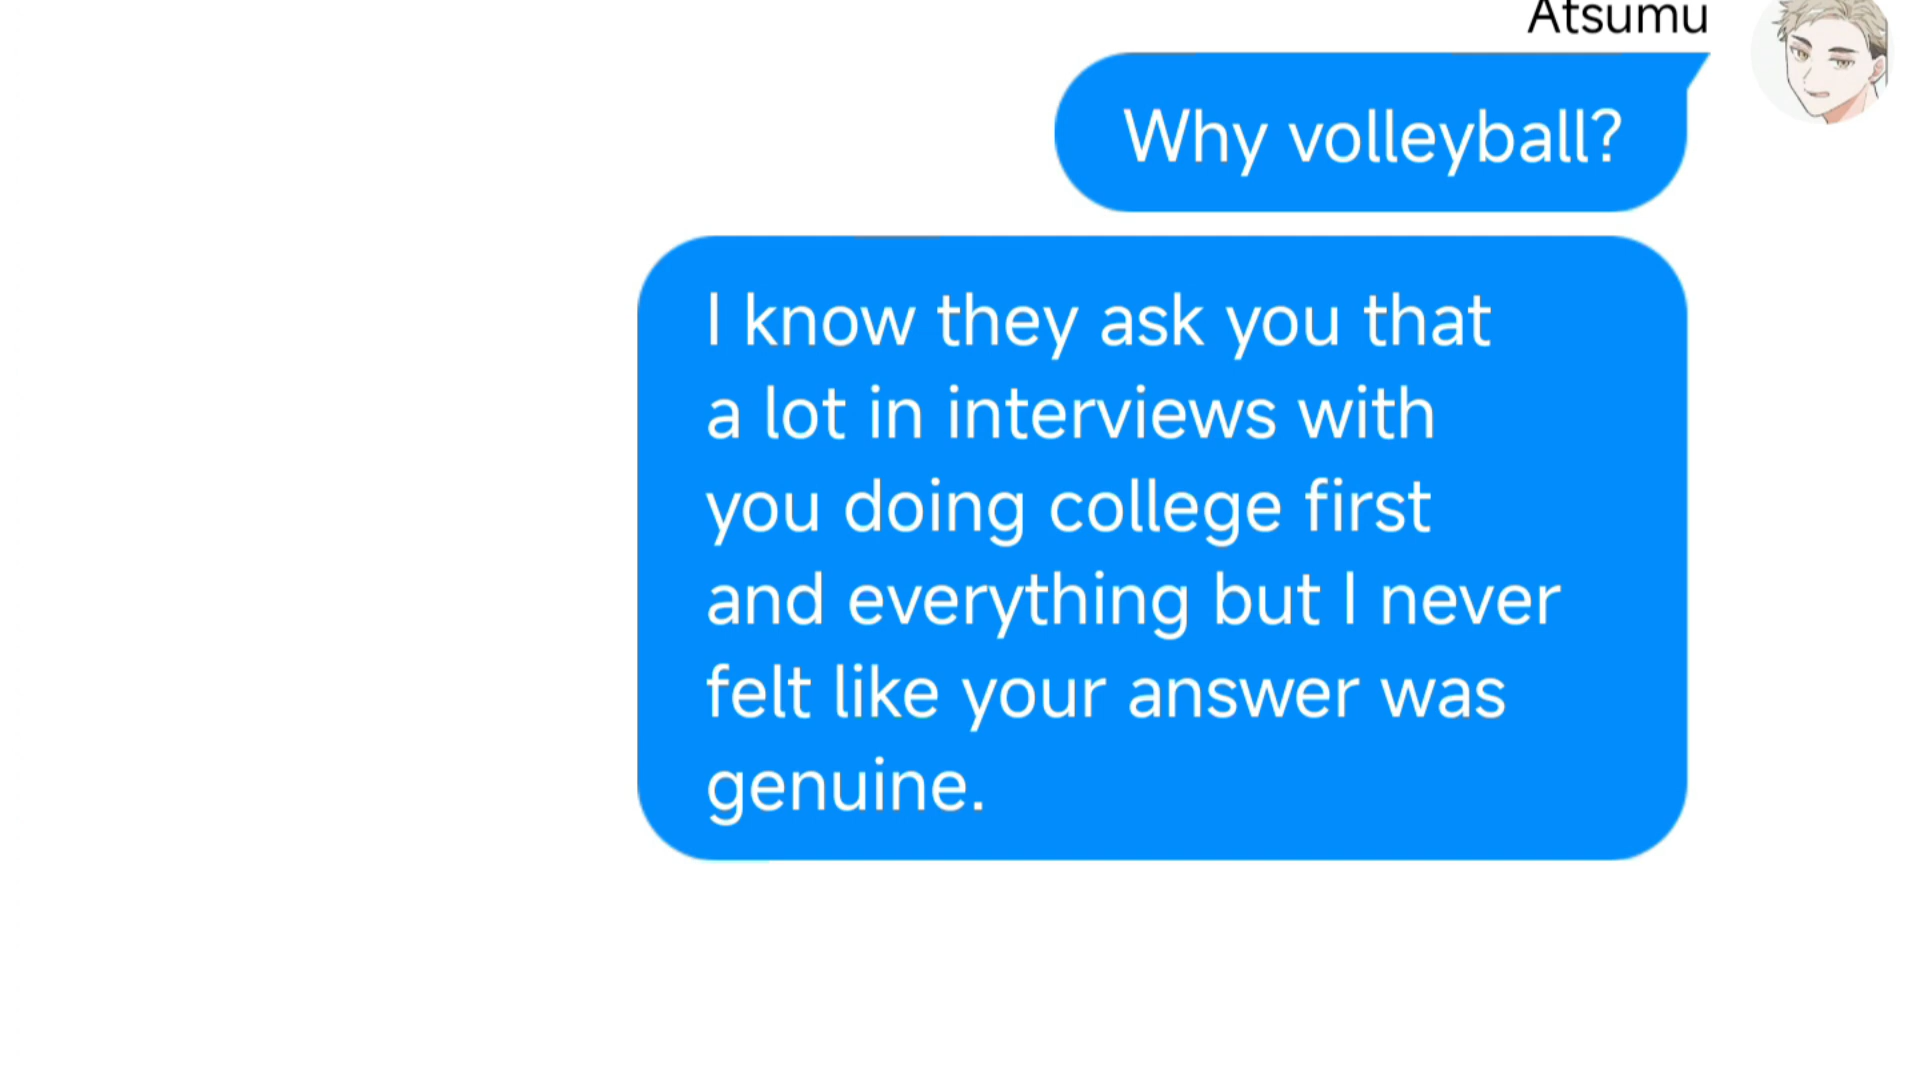 Atsumu
Why volleyball?
I know they ask you that
a lot in interviews with
you doing college first
and everything but I never
felt like your answer was
genuine.